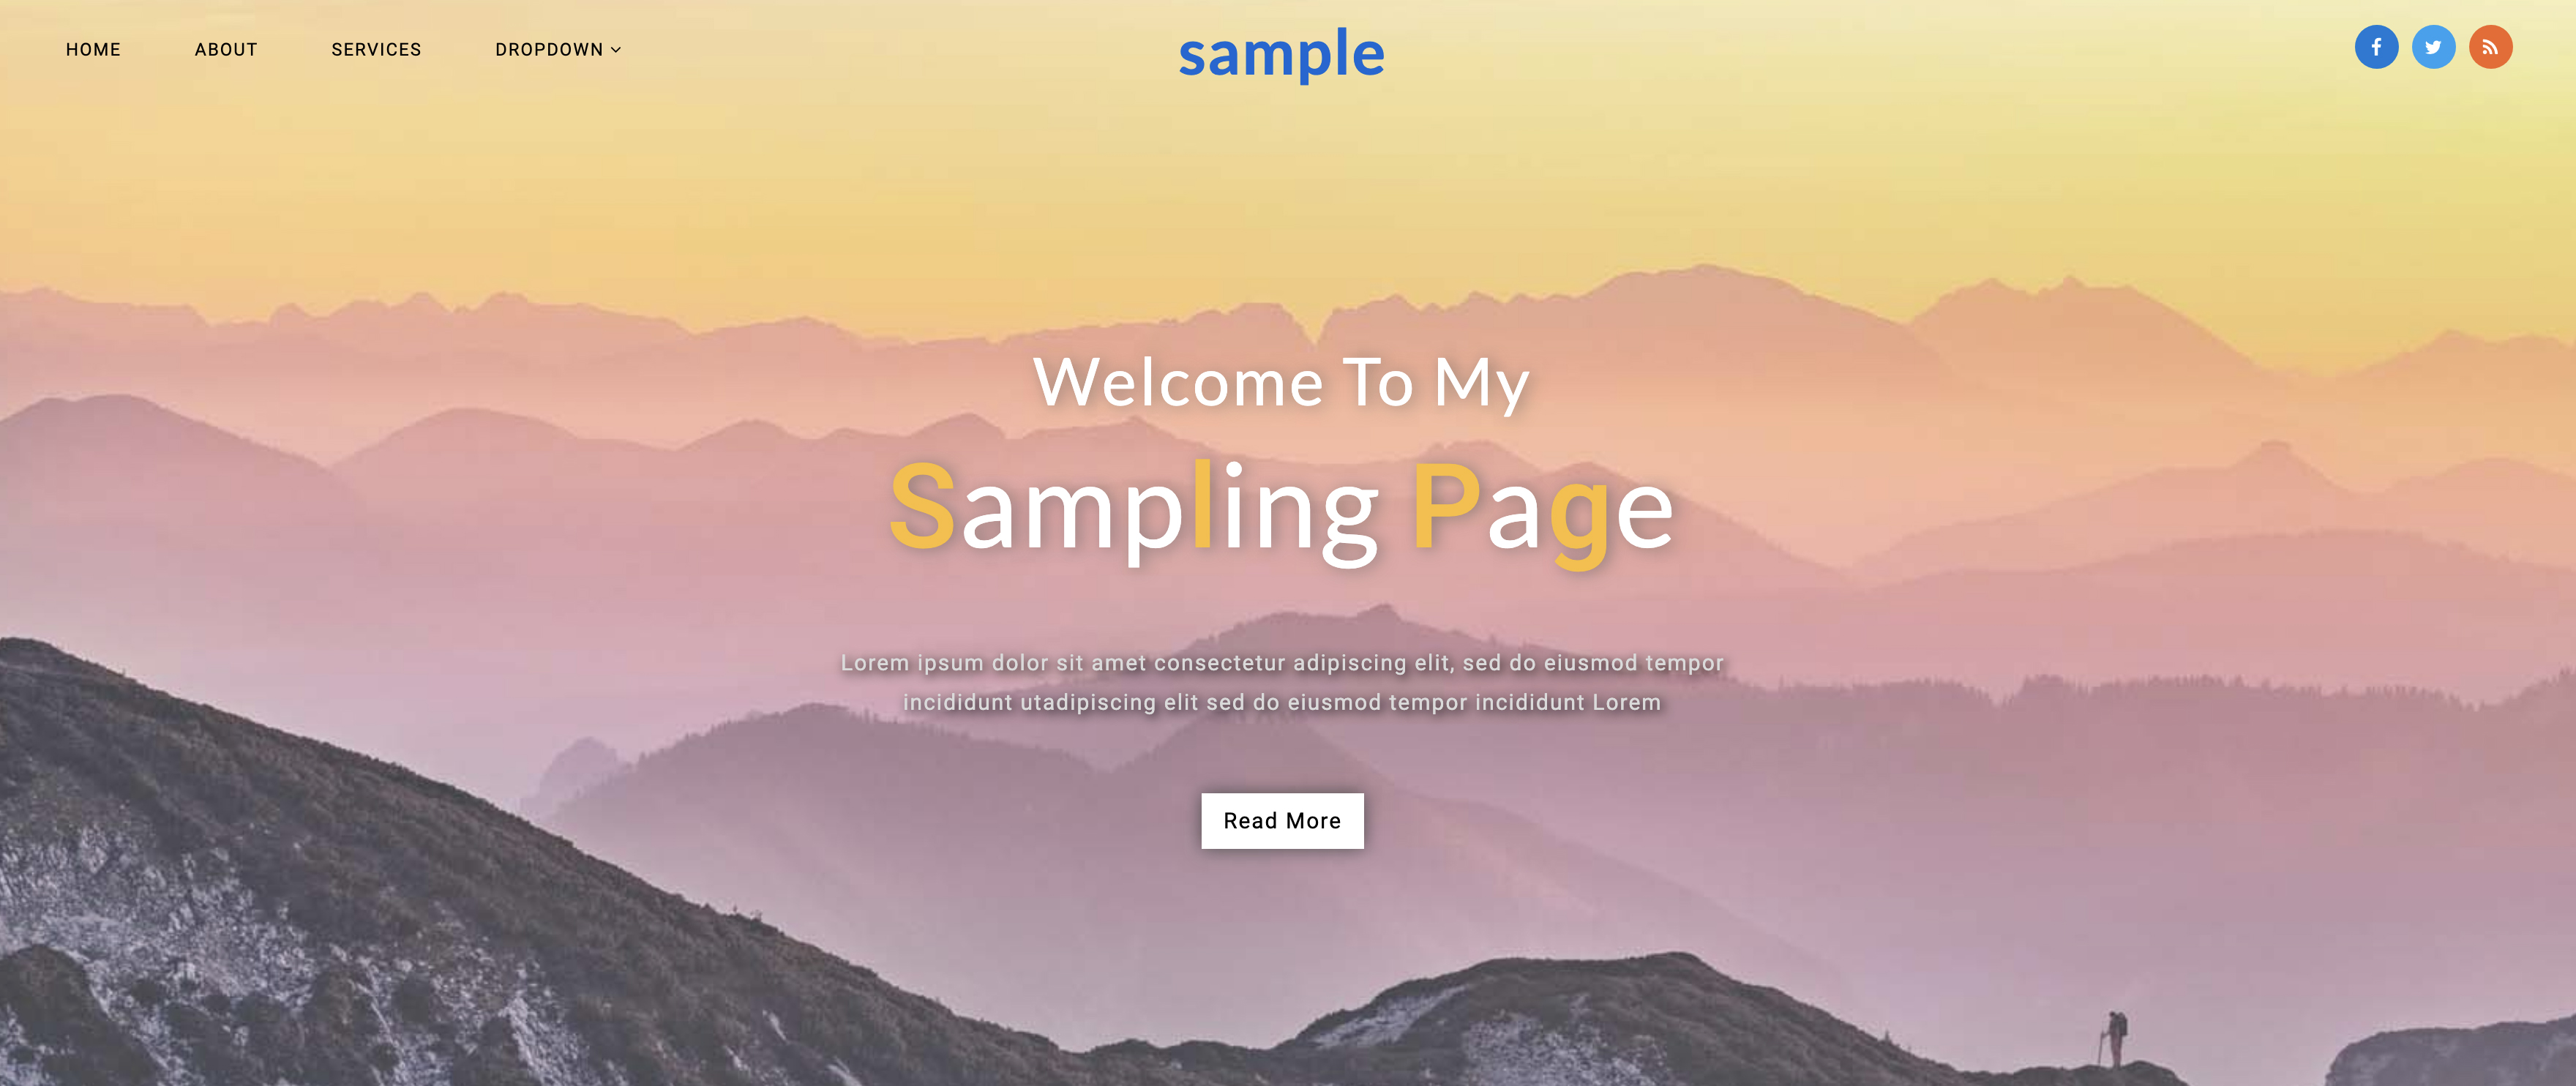 HOME ABOUT SERVICES DROPDOWN
sample
Welcome To My
Sampling Page
Lorem ipsum dolor sit amet consectetur adipiscing elit, sed do eiusmod tempor
incididunt utadipiscing elit sed do eiusmod tempor incididunt Lorem
Read More